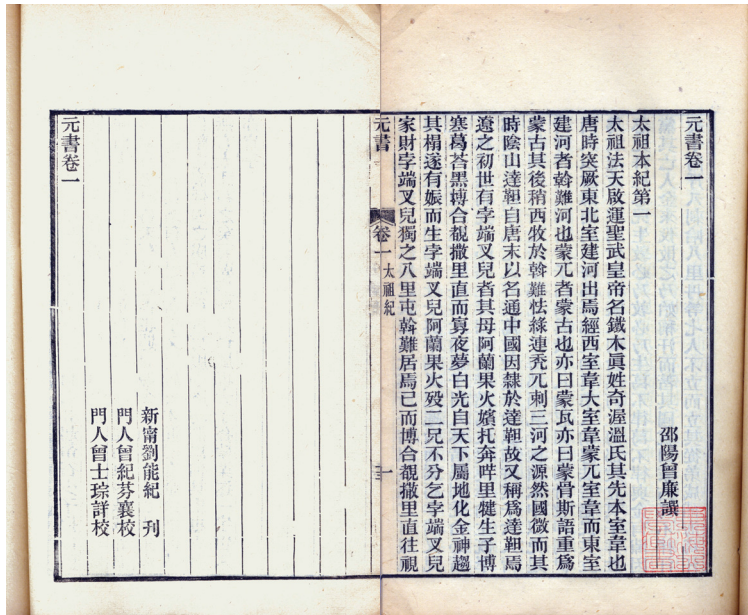 元書卷一
邵陽曾廉譔
太祖本紀第一
太祖法天啟運聖武皇帝名鐵木真姓奇渥溫氏其先本室韋也
唐時突厥東北室建河出焉經西室韋大室韋蒙兀室韋而東室
建河者斡難河也蒙兀者蒙古也亦曰蒙瓦亦曰蒙骨斯語重爲
蒙古其後稍西牧於斡難怯綠連禿兀剌三河之源然國微而其
時陰山達靼自唐末以名通中國因隸於達靼故又稱爲達靼焉
遼之初世有孛端叉兒者其母阿蘭果火嬪托奔哶里犍生子博
寒葛荅黑博合覩撒里直而寡夜夢白光自天下屬地化金神趨
其榻遂有娠而生孛端叉兒阿蘭果火歿二兄不分乞孛端叉兒
家財孛端叉兒獨之八里屯斡難居焉已而博合覩撒里直往視
元書
卷一
太祖紀
一
新甯劉能紀 刊
門人曾紀芬襄校
門人曾士琮詳校
元書卷一